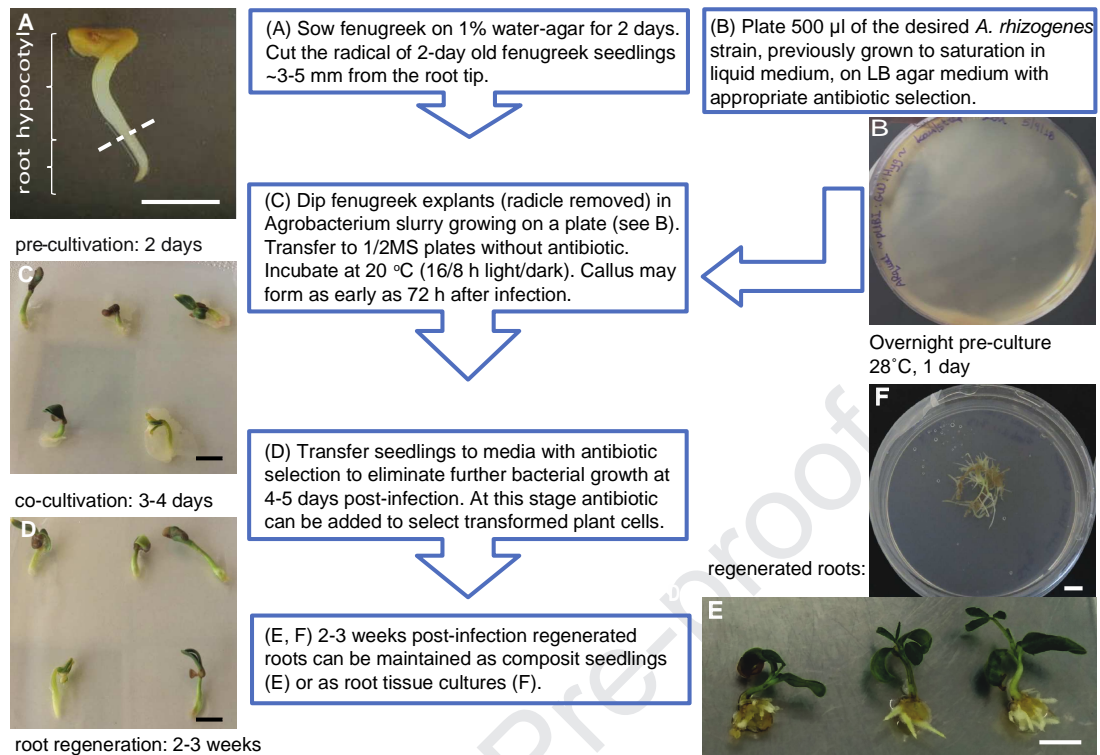 A
root hypocotyl
(A) Sow fenugreek on 1% water-agar for 2 days.
Cut the radical of 2-day old fenugreek seedlings
~3-5 mm from the root tip.
(B) Plate 500 µl of the desired A. rhizogenes
strain, previously grown to saturation in
liquid medium, on LB agar medium with
appropriate antibiotic selection.
pre-cultivation: 2 days
B
(C) Dip fenugreek explants (radicle removed) in
Agrobacterium slurry growing on a plate (see B).
Transfer to 1/2MS plates without antibiotic.
Incubate at 20 °C (16/8 h light/dark). Callus may
form as early as 72 h after infection.
C
Overnight pre-culture
28˚C, 1 day
co-cultivation: 3-4 days
(D) Transfer seedlings to media with antibiotic
selection to eliminate further bacterial growth at
4-5 days post-infection. At this stage antibiotic
can be added to select transformed plant cells.
F
D
regenerated roots:
D
(E, F) 2-3 weeks post-infection regenerated
roots can be maintained as composit seedlings
(E) or as root tissue cultures (F).
E
root regeneration: 2-3 weeks
Pre-proof